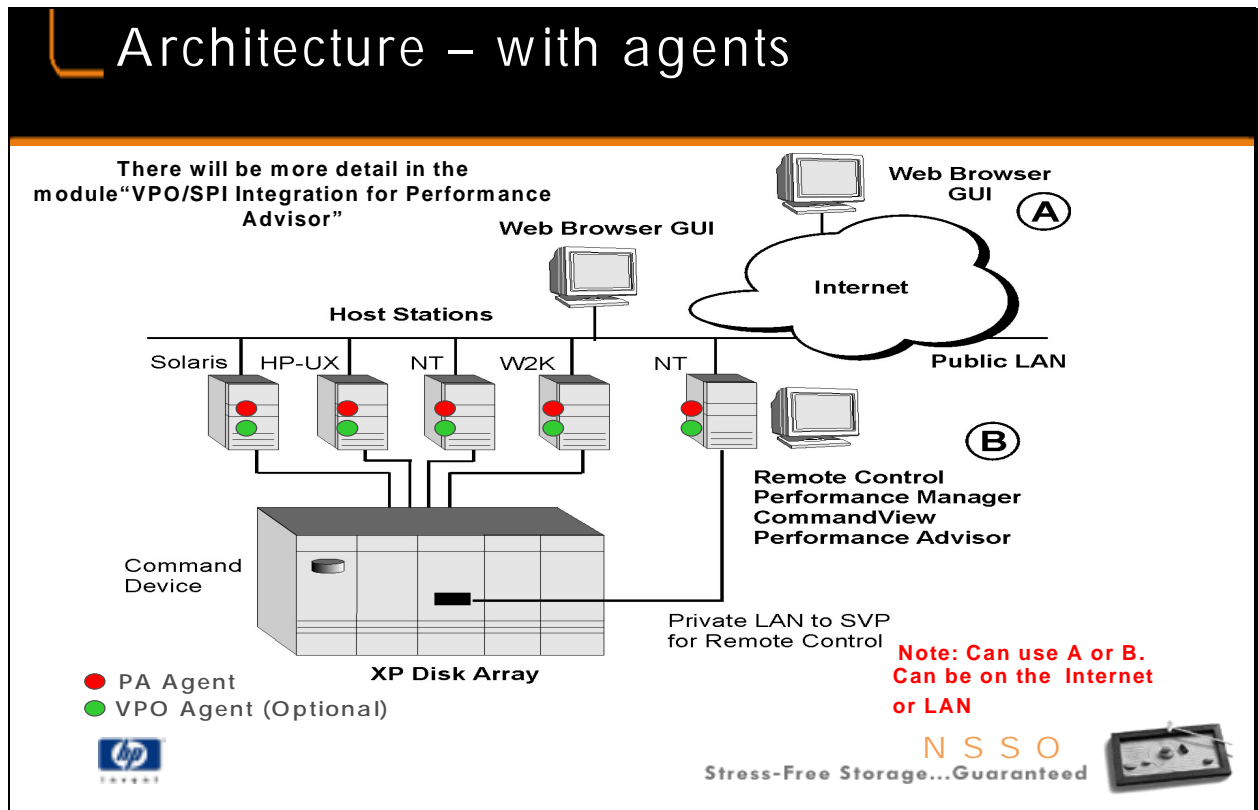 Architecture – with agents
There will be more detail in the
module“VPO/SPI Integration for Performance
Advisor”
Web Browser
GUI
A
Web Browser GUI
Internet
Host Stations
Public LAN
Solaris
HP-UX
NT
W2K
NT
B
Remote Control
Performance Manager
CommandView
Performance Advisor
Command
Device
Private LAN to SVP
for Remote Control
XP Disk Array
Note: Can use A or B.
Can be on the Internet
or LAN
PA Agent
VPO Agent (Optional)
hp
invent
NSSO
Stress-Free Storage...Guaranteed